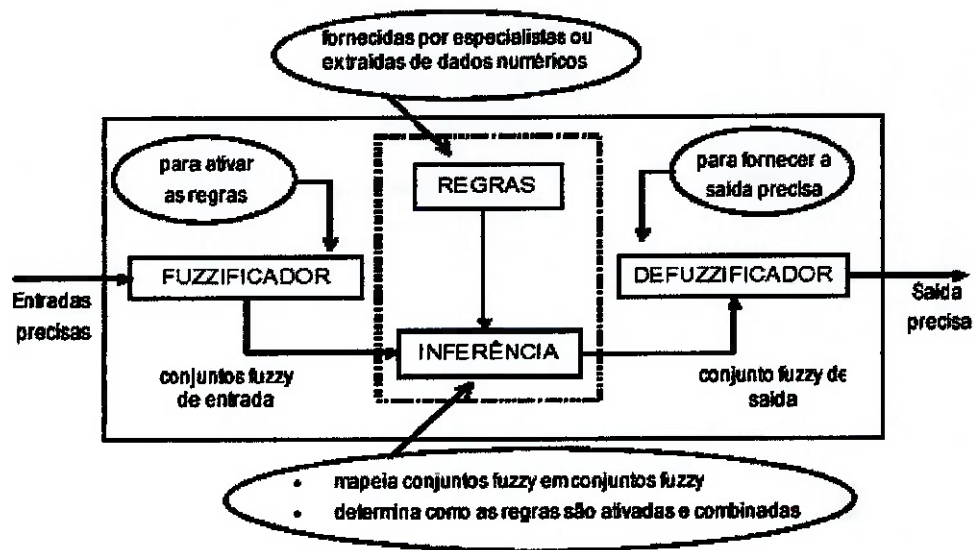 fornecidas por especialistas ou
extraídas de dados numéricos
para ativar
as regras
REGRAS
para fornecer a
saída precisa
FUZZIFICADOR
DEFUZZIFICADOR
Entradas
precisas
Saída
precisa
INFERÊNCIA
conjuntos fuzzy
de entrada
conjunto fuzzy de
saída
• mapeia conjuntos fuzzy em conjuntos fuzzy
• determina como as regras são ativadas e combinadas